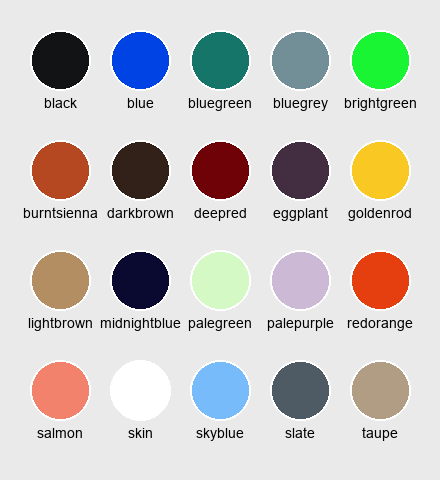 black blue bluegreen bluegrey brightgreen
burntsienna darkbrown deepred eggplant goldenrod
lightbrown midnightblue palegreen palepurple redorange
salmon skin skyblue slate taupe